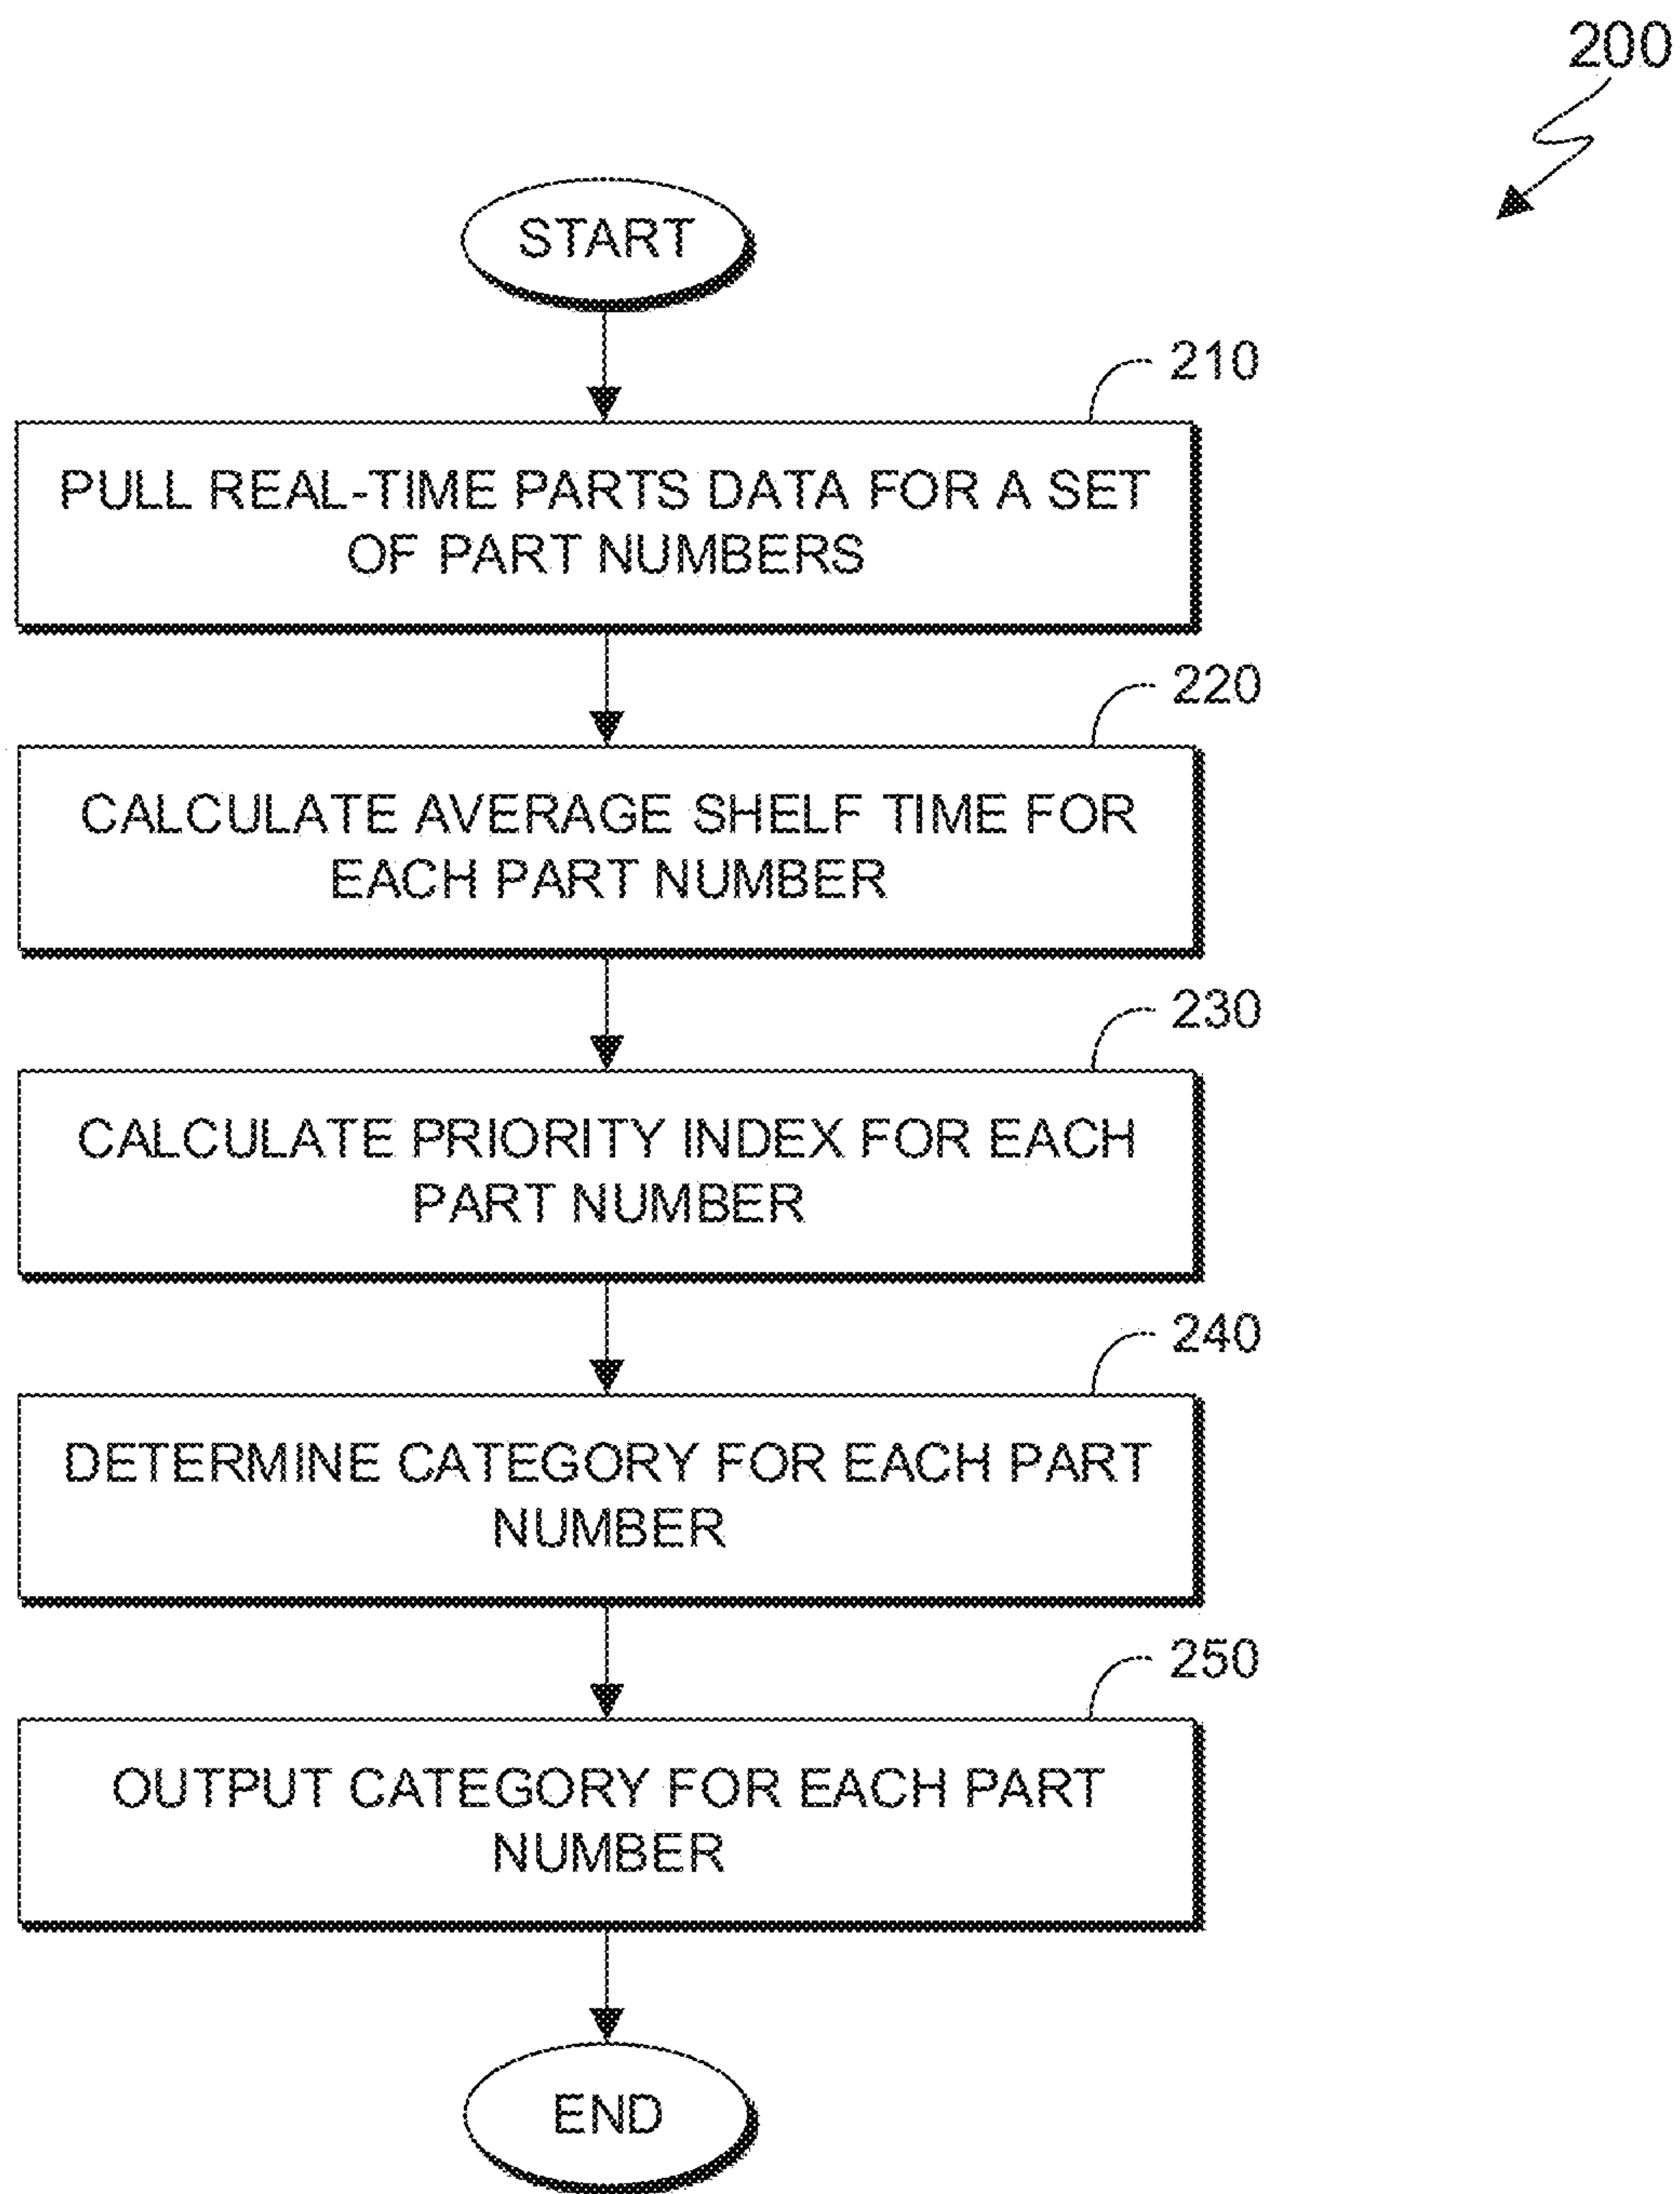 200
START
210
PULL REAL-TIME PARTS DATA FOR A SET
OF PART NUMBERS
220
CALCULATE AVERAGE SHELF TIME FOR
EACH PART NUMBER
230
CALCULATE PRIORITY INDEX FOR EACH
PART NUMBER
240
DETERMINE CATEGORY FOR EACH PART
NUMBER
250
OUTPUT CATEGORY FOR EACH PART
NUMBER
END